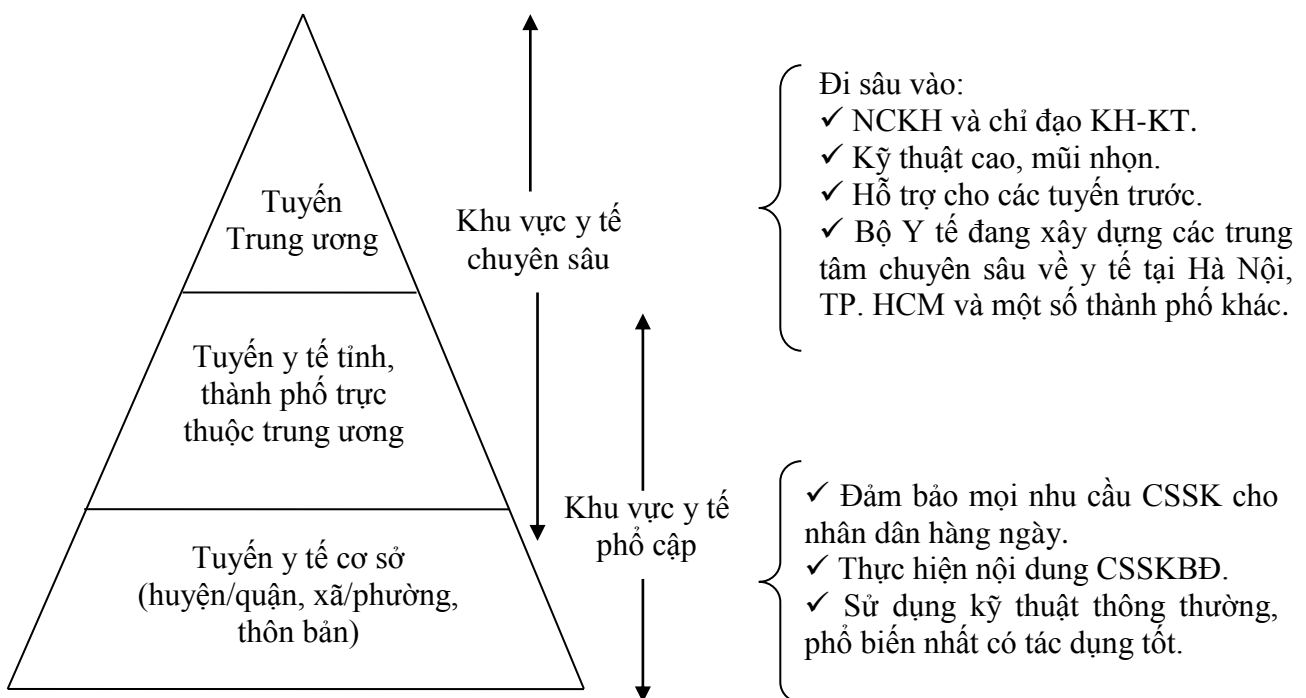 Tuyến
Trung ương
Tuyến y tế tỉnh,
thành phố trực
thuộc trung ương
Tuyến y tế cơ sở
(huyện/quận, xã/phường,
thôn bản)
Khu vực y tế
chuyên sâu
Khu vực y tế
phổ cập
Đi sâu vào:
✓ NCKH và chỉ đạo KH-KT.
✓ Kỹ thuật cao, mũi nhọn.
✓ Hỗ trợ cho các tuyến trước.
✓ Bộ Y tế đang xây dựng các trung
tâm chuyên sâu về y tế tại Hà Nội,
TP. HCM và một số thành phố khác.
✓ Đảm bảo mọi nhu cầu CSSK cho
nhân dân hàng ngày.
✓ Thực hiện nội dung CSSKBĐ.
✓ Sử dụng kỹ thuật thông thường,
phổ biến nhất có tác dụng tốt.